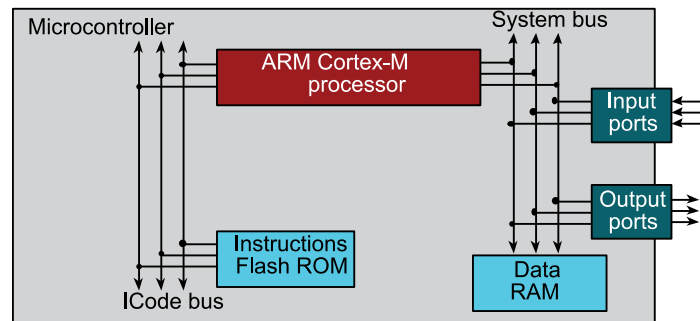 Microcontroller
System bus
ARM Cortex-M
processor
Input
ports
Output
ports
Instructions
Flash ROM
Data
RAM
ICode bus